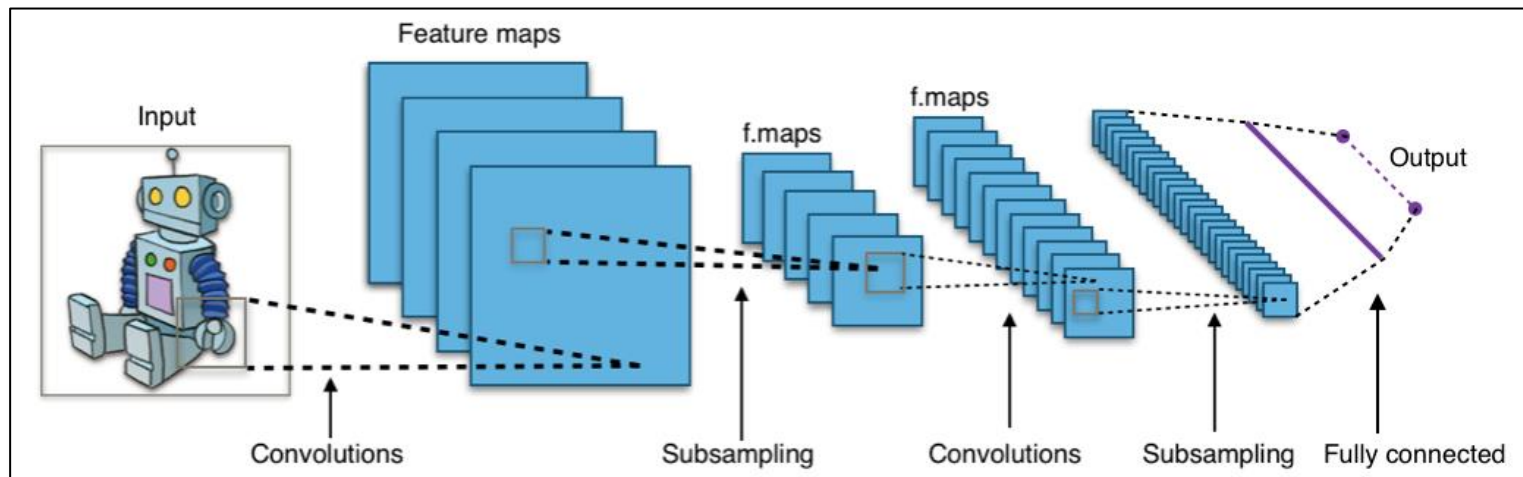 Feature maps
Input
f.maps
f.maps
Output
Convolutions
Subsampling
Convolutions
Subsampling
Fully connected